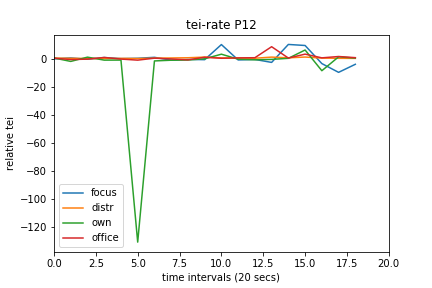 tei-rate P12
relative tei
0
−20
−40
−60
−80
−100
−120
focus
distr
own
office
0.0 2.5 5.0 7.5 10.0 12.5 15.0 17.5 20.0
time intervals (20 secs)